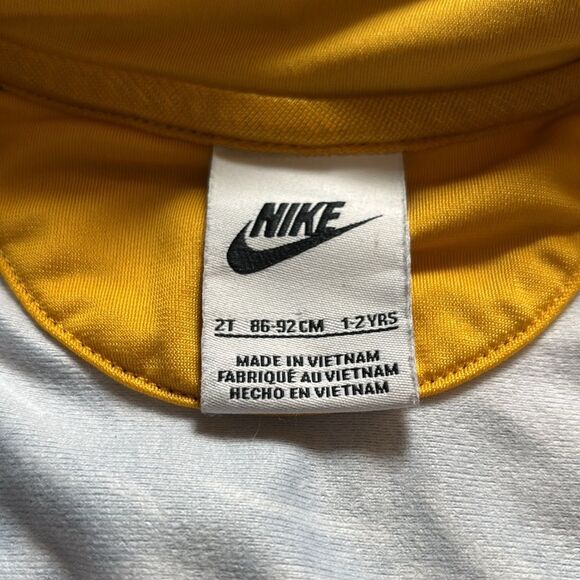 NIKE
2T 86-92CM 1-2YRS
MADE IN VIETNAM
FABRIQUÉ AU VIETNAM
HECHO EN VIETNAM